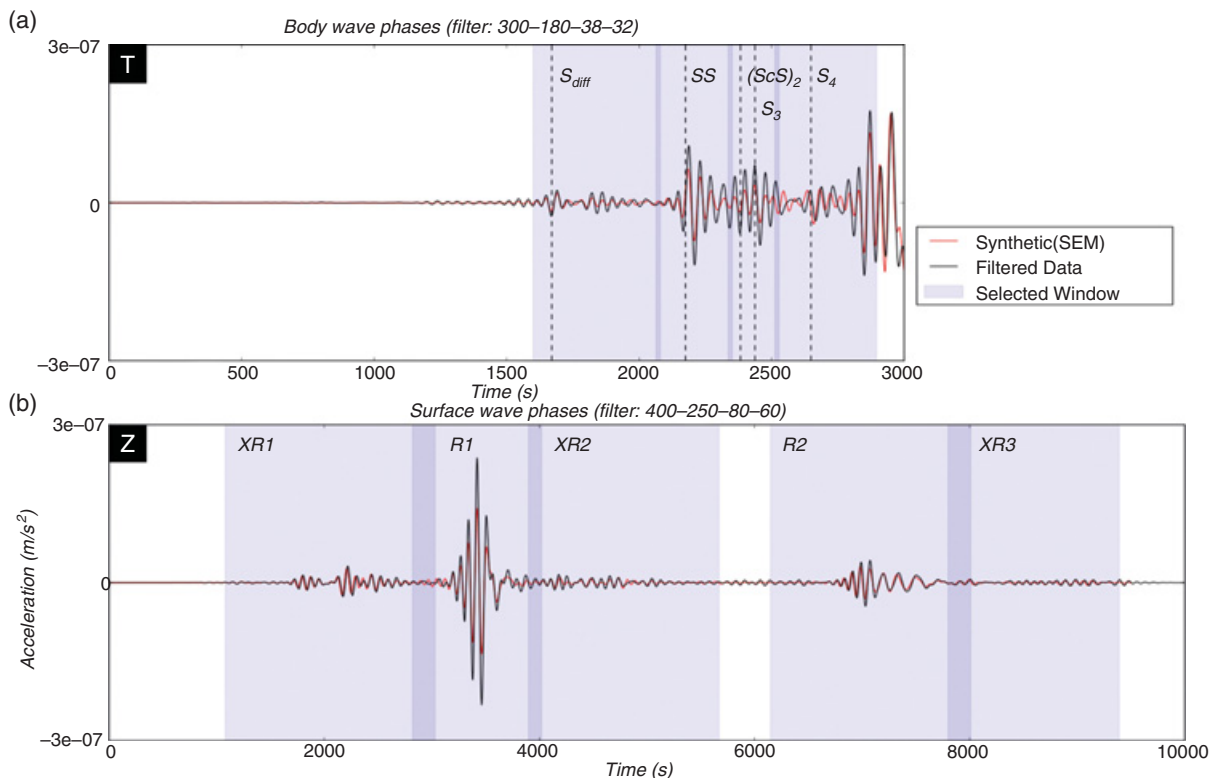 (a)
Body wave phases (filter: 300–180–38–32)
3e–07
T
S_diff
SS
(ScS)_2
S_4
S_3
0
Synthetic(SEM)
Filtered Data
Selected Window
–3e–07
0 500 1000 1500 2000 2500 3000
Time (s)
(b)
Surface wave phases (filter: 400–250–80–60)
3e–07
Z
XR1 R1 XR2 R2 XR3
0
Acceleration (m/s²)
–3e–07
0 2000 4000 6000 8000 10000
Time (s)